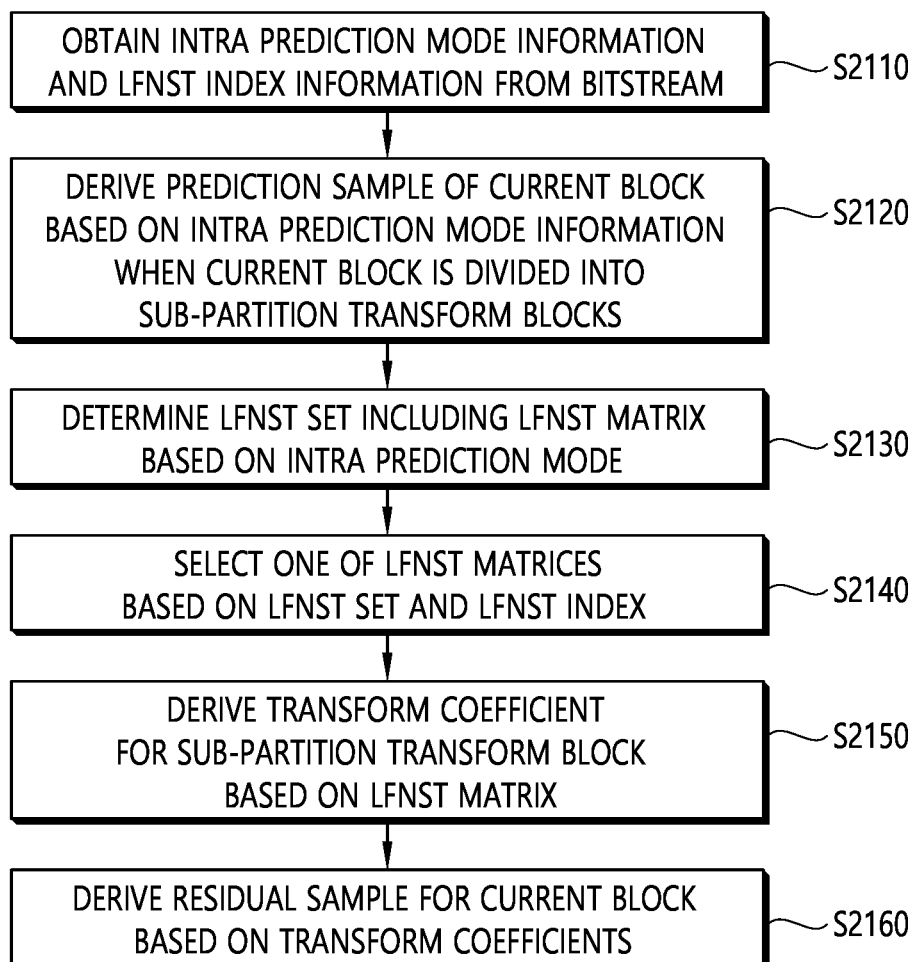 OBTAIN INTRA PREDICTION MODE INFORMATION
AND LFNST INDEX INFORMATION FROM BITSTREAM
S2110
DERIVE PREDICTION SAMPLE OF CURRENT BLOCK
BASED ON INTRA PREDICTION MODE INFORMATION
WHEN CURRENT BLOCK IS DIVIDED INTO
SUB-PARTITION TRANSFORM BLOCKS
S2120
DETERMINE LFNST SET INCLUDING LFNST MATRIX
BASED ON INTRA PREDICTION MODE
S2130
SELECT ONE OF LFNST MATRICES
BASED ON LFNST SET AND LFNST INDEX
S2140
DERIVE TRANSFORM COEFFICIENT
FOR SUB-PARTITION TRANSFORM BLOCK
BASED ON LFNST MATRIX
S2150
DERIVE RESIDUAL SAMPLE FOR CURRENT BLOCK
BASED ON TRANSFORM COEFFICIENTS
S2160